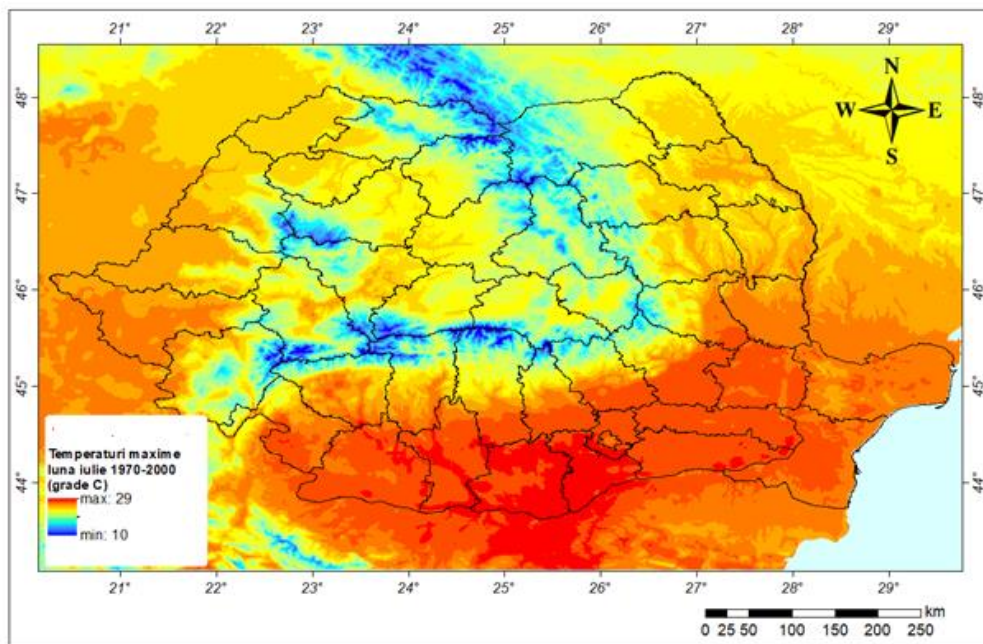 21° 22° 23° 24° 25° 26° 27° 28° 29°
48° 48°
N
W E
S
47° 47°
46° 46°
45° 45°
Temperaturi maxime
luna iulie 1970-2000
(grade C)
max: 29
min: 10
44° 44°
21° 22° 23° 24° 25° 26° 27° 28° 29°
km
0 25 50 100 150 200 250